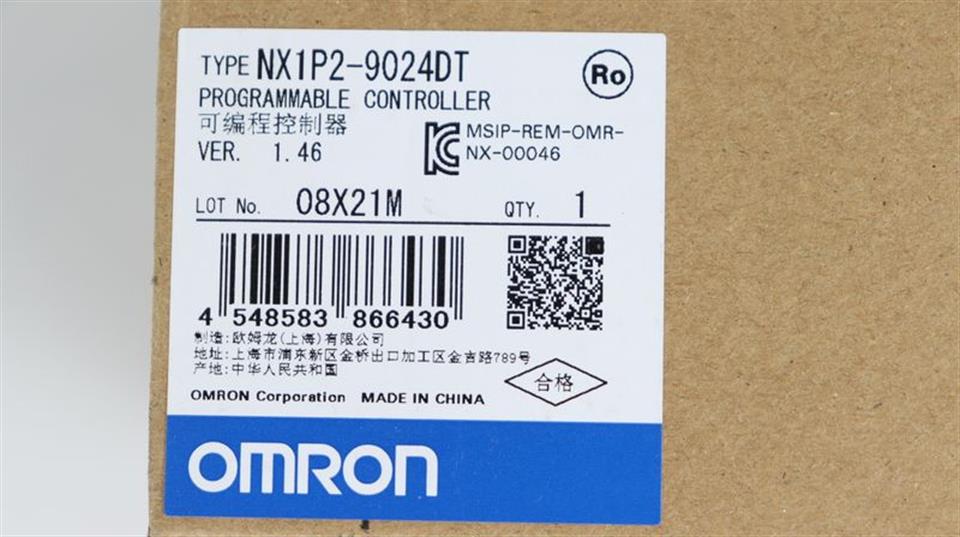 TYPE NX1P2-9024DT
Ro
PROGRAMMABLE CONTROLLER
可编程控制器
VER. 1.46
MSIP-REM-OMR-
NX-00046
LOT No. 08X21M QTY. 1
4 548583 866430
制造: 欧姆龙(上海)有限公司
地址: 上海市浦东新区金桥出口加工区金吉路789号
产地: 中华人民共和国
合格
OMRON Corporation MADE IN CHINA
OMRON